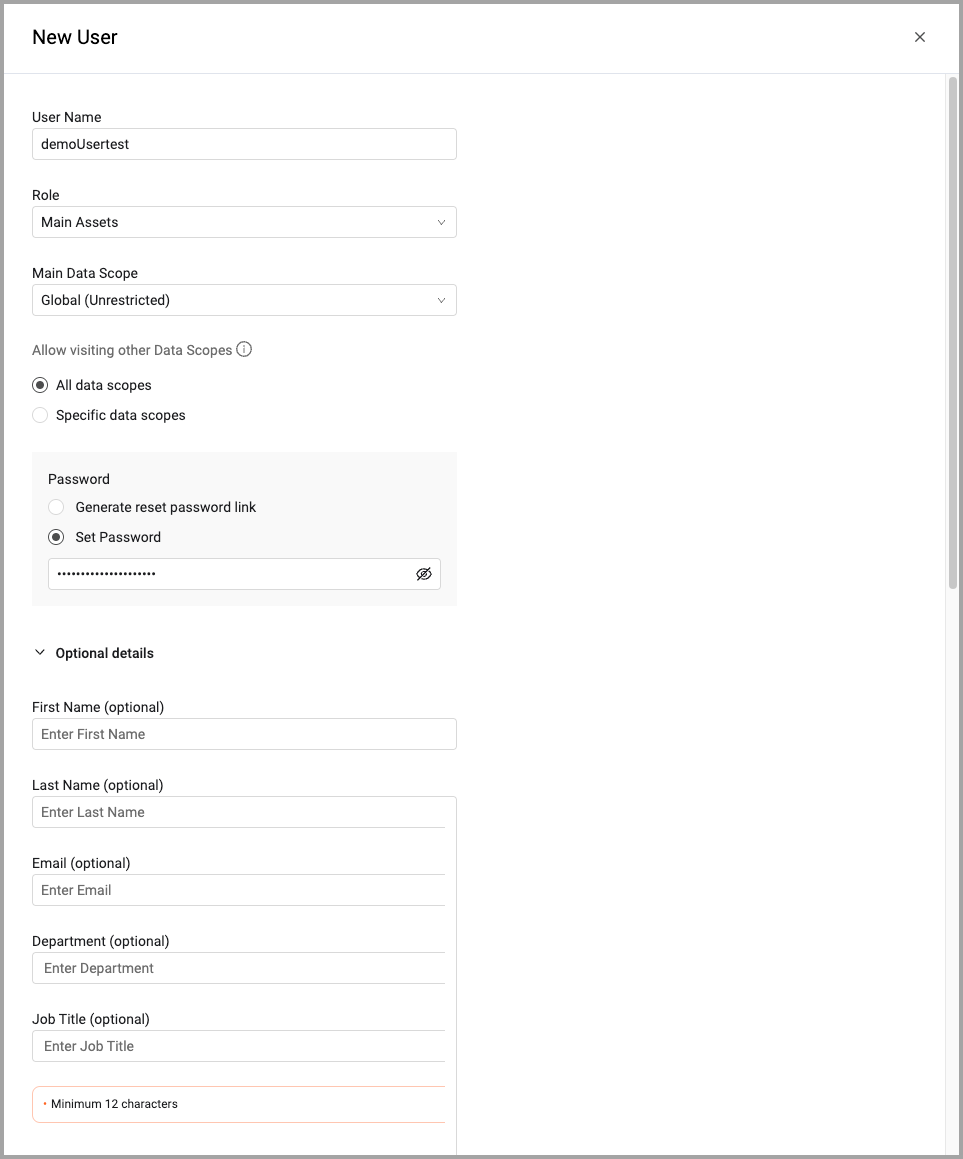 New User
User Name
demoUsertest
Role
Main Assets
Main Data Scope
Global (Unrestricted)
Allow visiting other Data Scopes
All data scopes
Specific data scopes
Password
Generate reset password link
Set Password
•••••••••••••••••••••
Optional details
First Name (optional)
Enter First Name
Last Name (optional)
Enter Last Name
Email (optional)
Enter Email
Department (optional)
Enter Department
Job Title (optional)
Enter Job Title
• Minimum 12 characters